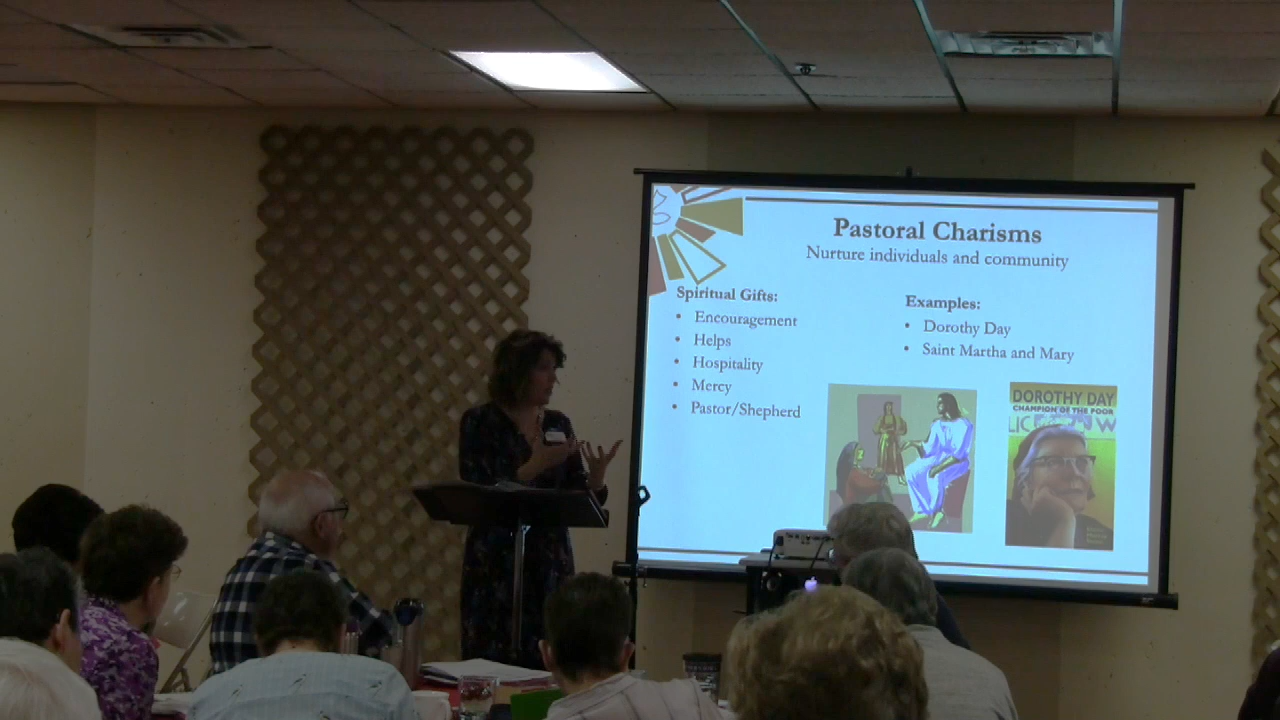 Pastoral Charisms
Nurture individuals and community
Spiritual Gifts:
• Encouragement
• Helps
• Hospitality
• Mercy
• Pastor/Shepherd
Examples:
• Dorothy Day
• Saint Martha and Mary
DOROTHY DAY
CHAMPION OF THE POOR
LIC W